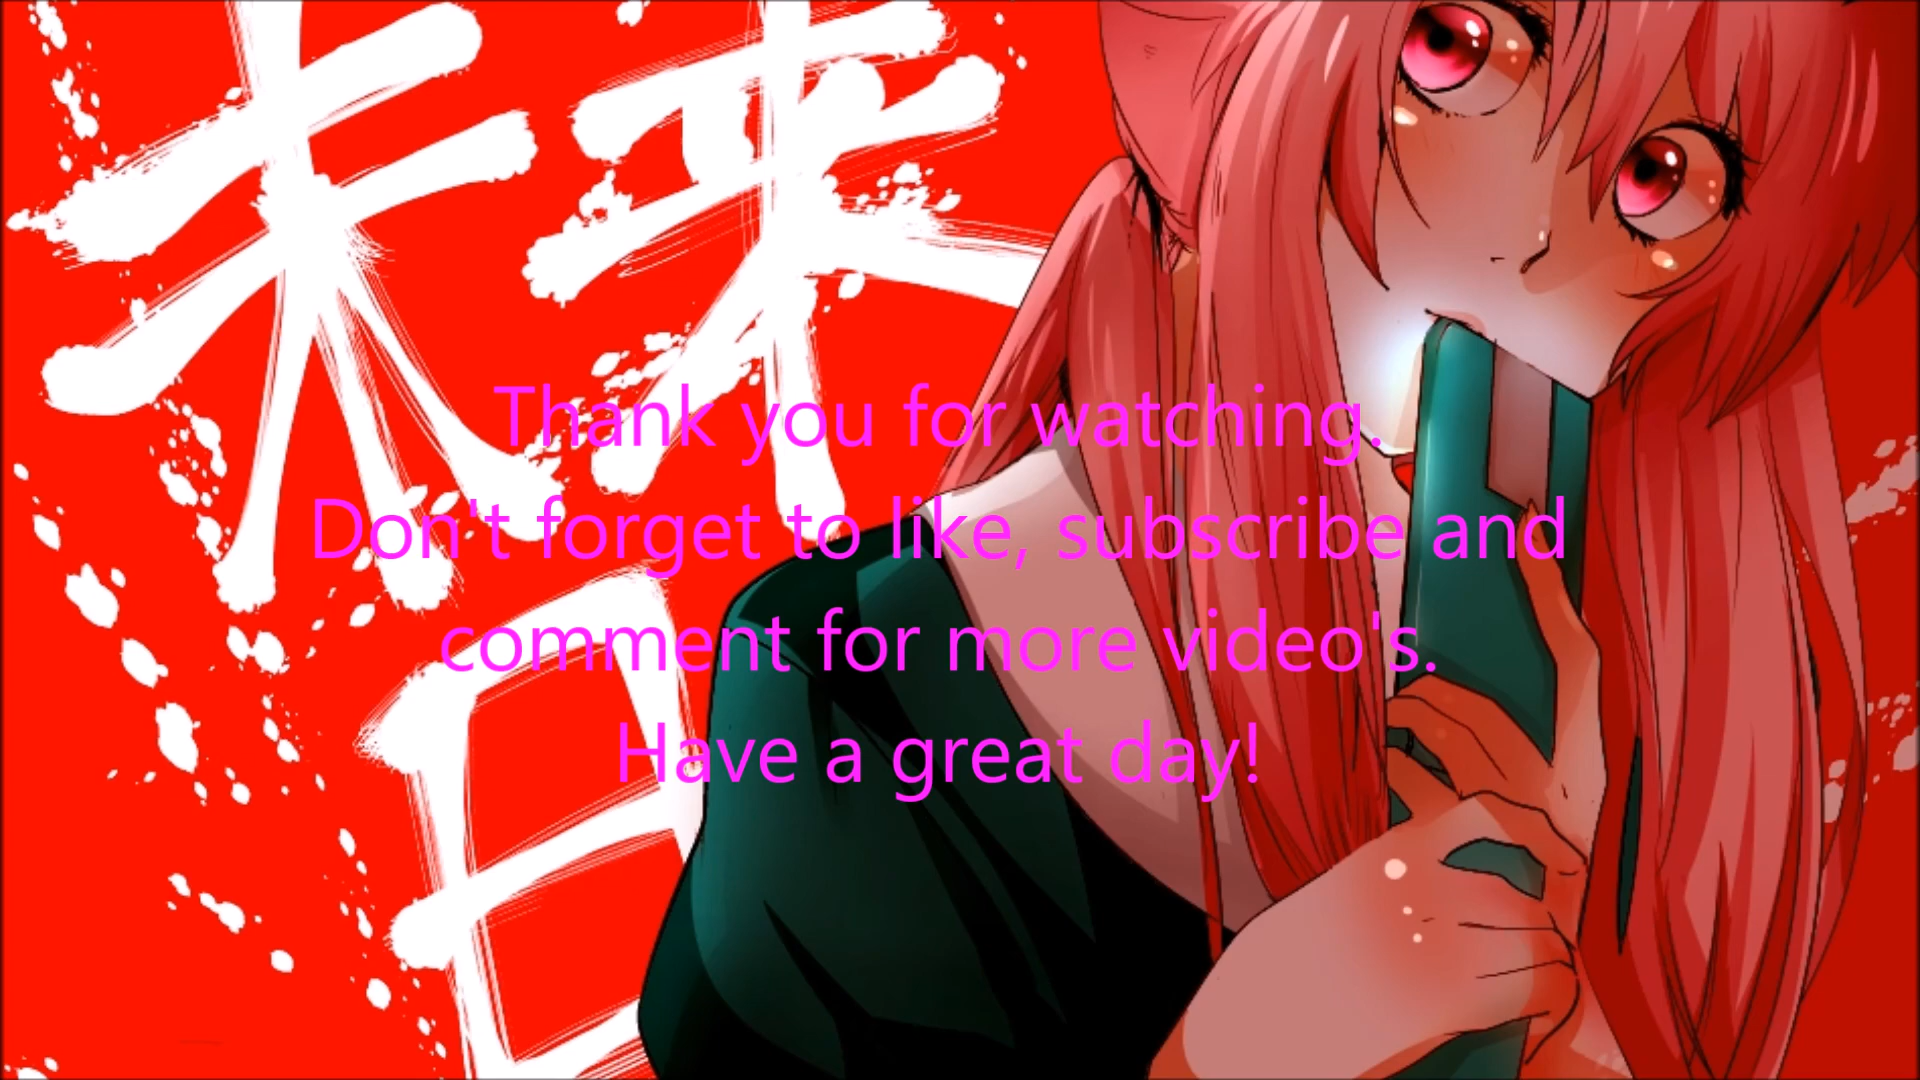 未来
日
Thank you for watching.
Don't forget to like, subscribe and
comment for more video's.
Have a great day!